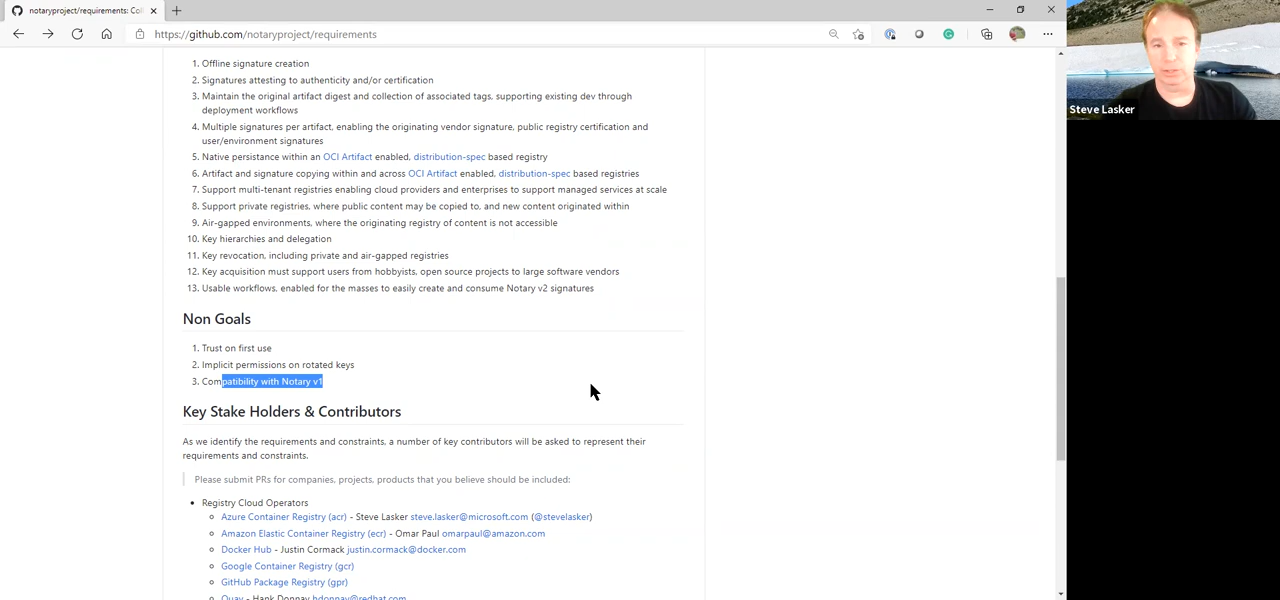 notaryproject/requirements: Col
https://github.com/notaryproject/requirements
Steve Lasker
1. Offline signature creation
2. Signatures attesting to authenticity and/or certification
3. Maintain the original artifact digest and collection of associated tags, supporting existing dev through
deployment workflows
4. Multiple signatures per artifact, enabling the originating vendor signature, public registry certification and
user/environment signatures
5. Native persistance within an OCI Artifact enabled, distribution-spec based registry
6. Artifact and signature copying within and across OCI Artifact enabled, distribution-spec based registries
7. Support multi-tenant registries enabling cloud providers and enterprises to support managed services at scale
8. Support private registries, where public content may be copied to, and new content originated within
9. Air-gapped environments, where the originating registry of content is not accessible
10. Key hierarchies and delegation
11. Key revocation, including private and air-gapped registries
12. Key acquisition must support users from hobbyists, open source projects to large software vendors
13. Usable workflows, enabled for the masses to easily create and consume Notary v2 signatures
Non Goals
1. Trust on first use
2. Implicit permissions on rotated keys
3. Compatibility with Notary v1
Key Stake Holders & Contributors
As we identify the requirements and constraints, a number of key contributors will be asked to represent their
requirements and constraints.
Please submit PRs for companies, projects, products that you believe should be included:
Registry Cloud Operators
Azure Container Registry (acr) - Steve Lasker steve.lasker@microsoft.com (@stevelasker)
Amazon Elastic Container Registry (ecr) - Omar Paul omarpaul@amazon.com
Docker Hub - Justin Cormack justin.cormack@docker.com
Google Container Registry (gcr)
GitHub Package Registry (gpr)
Quay - Hank Donnay hdonnay@redhat.com